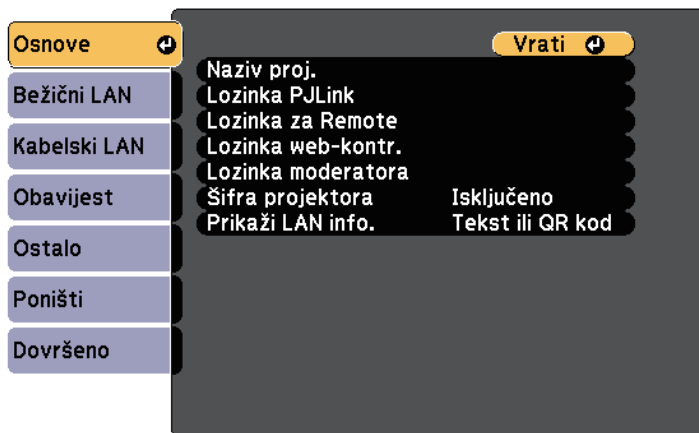 Osnove
Bežični LAN
Kabelski LAN
Obavijest
Ostalo
Poništi
Dovršeno
Vrati
Naziv proj.
Lozinka PJLink
Lozinka za Remote
Lozinka web-kontr.
Lozinka moderatora
Šifra projektora Isključeno
Prikaži LAN info. Tekst ili QR kod